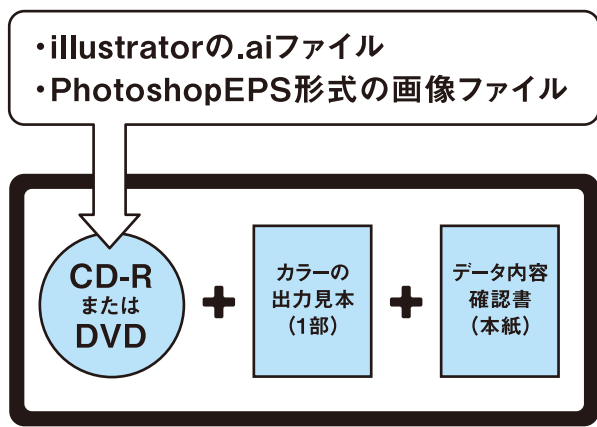 ・illustratorの.aiファイル
・PhotoshopEPS形式の画像ファイル
CD-R
または
DVD
+
カラーの
出力見本
(1部)
+
データ内容
確認書
(本紙)